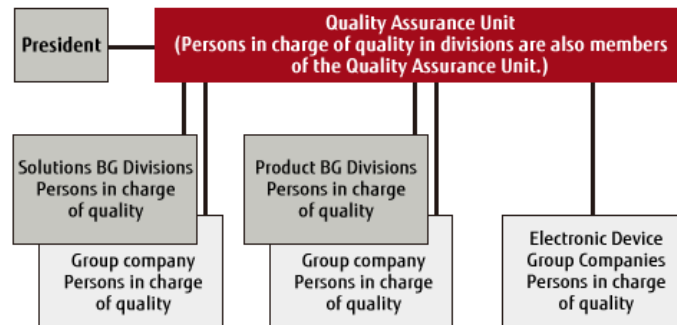 President
Quality Assurance Unit
(Persons in charge of quality in divisions are also members
of the Quality Assurance Unit.)
Solutions BG Divisions
Persons in charge
of quality
Group company
Persons in charge
of quality
Product BG Divisions
Persons in charge
of quality
Group company
Persons in charge
of quality
Electronic Device
Group Companies
Persons in charge
of quality